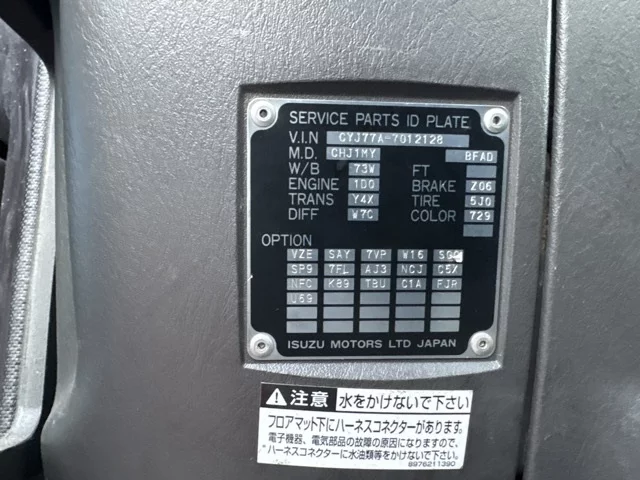 SERVICE PARTS ID PLATE
V.I.N CYJ77A-7012128
M.D. CHJ1MY BFAD
W/B 73W FT
ENGINE 1D0 BRAKE Z06
TRANS Y4X TIRE 5J0
DIFF W7C COLOR 729
OPTION
VZE SAY 7VP W16
SP9 7FL AJ3 NCJ C5X
NFC K89 TBU C1A FJR
U69
ISUZU MOTORS LTD JAPAN
⚠注意 水をかけないで下さい
フロアマット下にハーネスコネクターがあります。
電子機器、電気部品の故障の原因になりますので、
ハーネスコネクターに水油類等をかけないで下さい。
8976211390